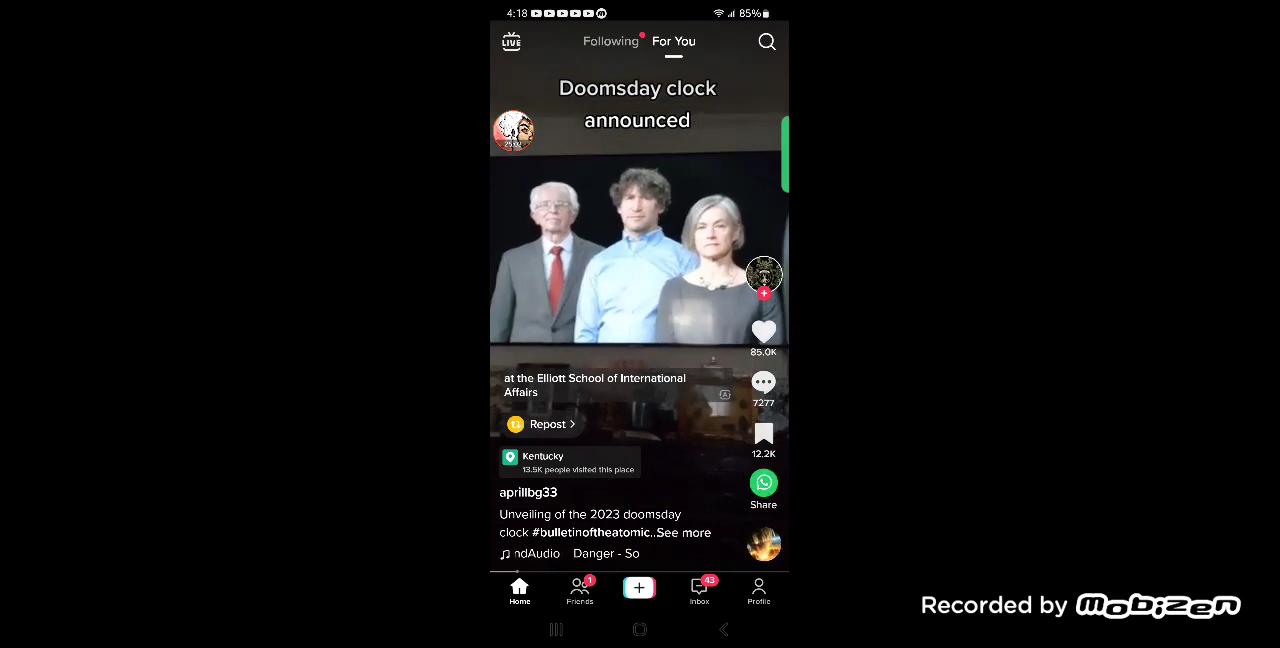 4:18
85%
LIVE
Following
For You
Doomsday clock
announced
85.0K
at the Elliott School of International
Affairs
7277
Repost
12.2K
Kentucky
13.5K people visited this place
aprillbg33
Share
Unveiling of the 2023 doomsday
clock #bulletinoftheatomic..See more
ndAudio Danger - So
1
43
Home
Friends
Inbox
Profile
Recorded by mobizen